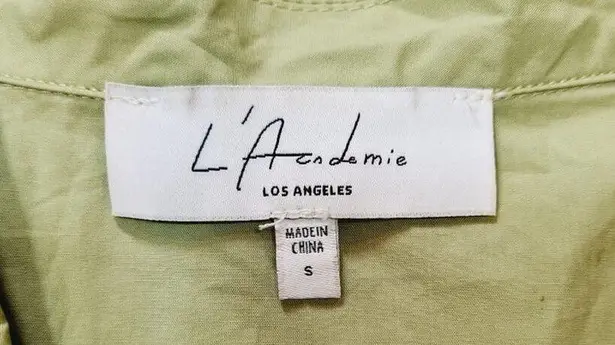 L'Academie
LOS ANGELES
MADE IN
CHINA
S